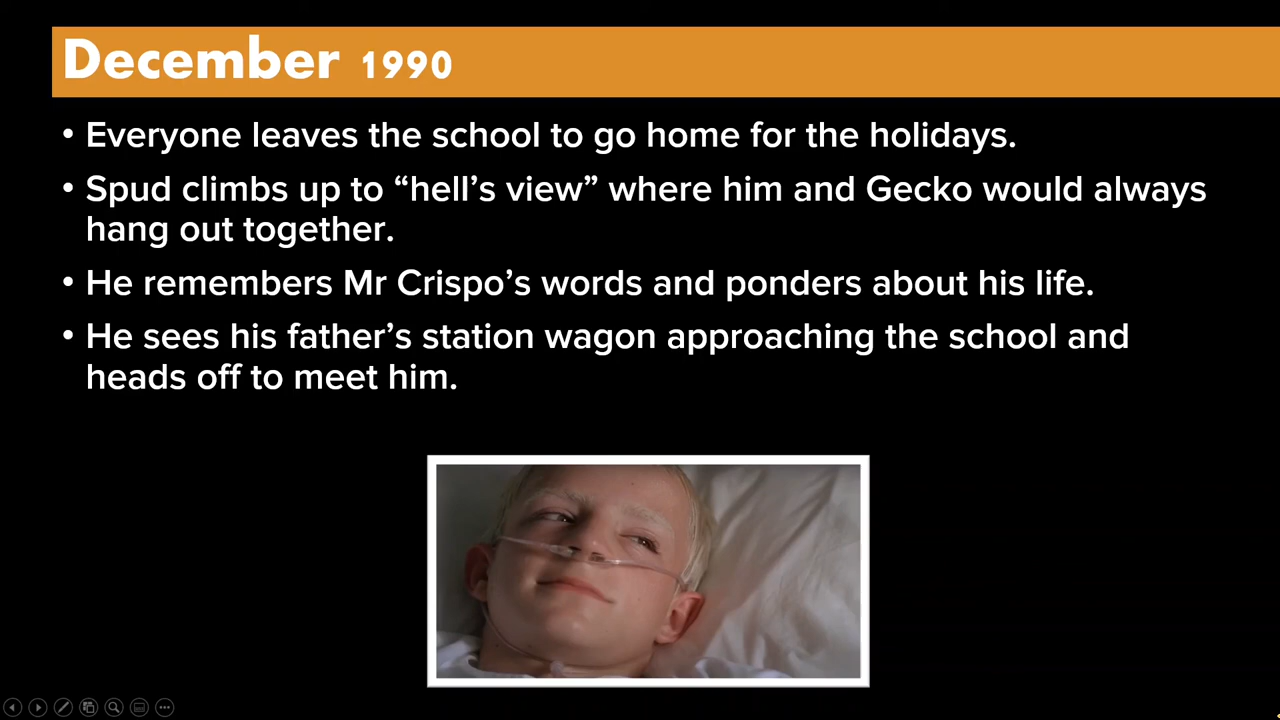 December 1990
• Everyone leaves the school to go home for the holidays.
• Spud climbs up to “hell’s view” where him and Gecko would always
hang out together.
• He remembers Mr Crispo’s words and ponders about his life.
• He sees his father’s station wagon approaching the school and
heads off to meet him.